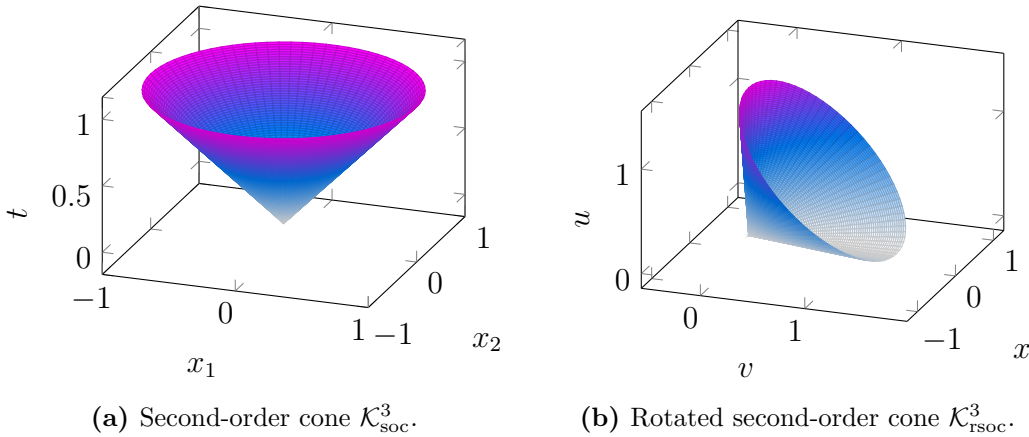 1
0.5
0
t
−1
0
1
x₁
−1
0
1
x₂
1
0
u
0
1
v
−1
0
1
x
(a) Second-order cone 𝒦³soc.
(b) Rotated second-order cone 𝒦³rsoc.